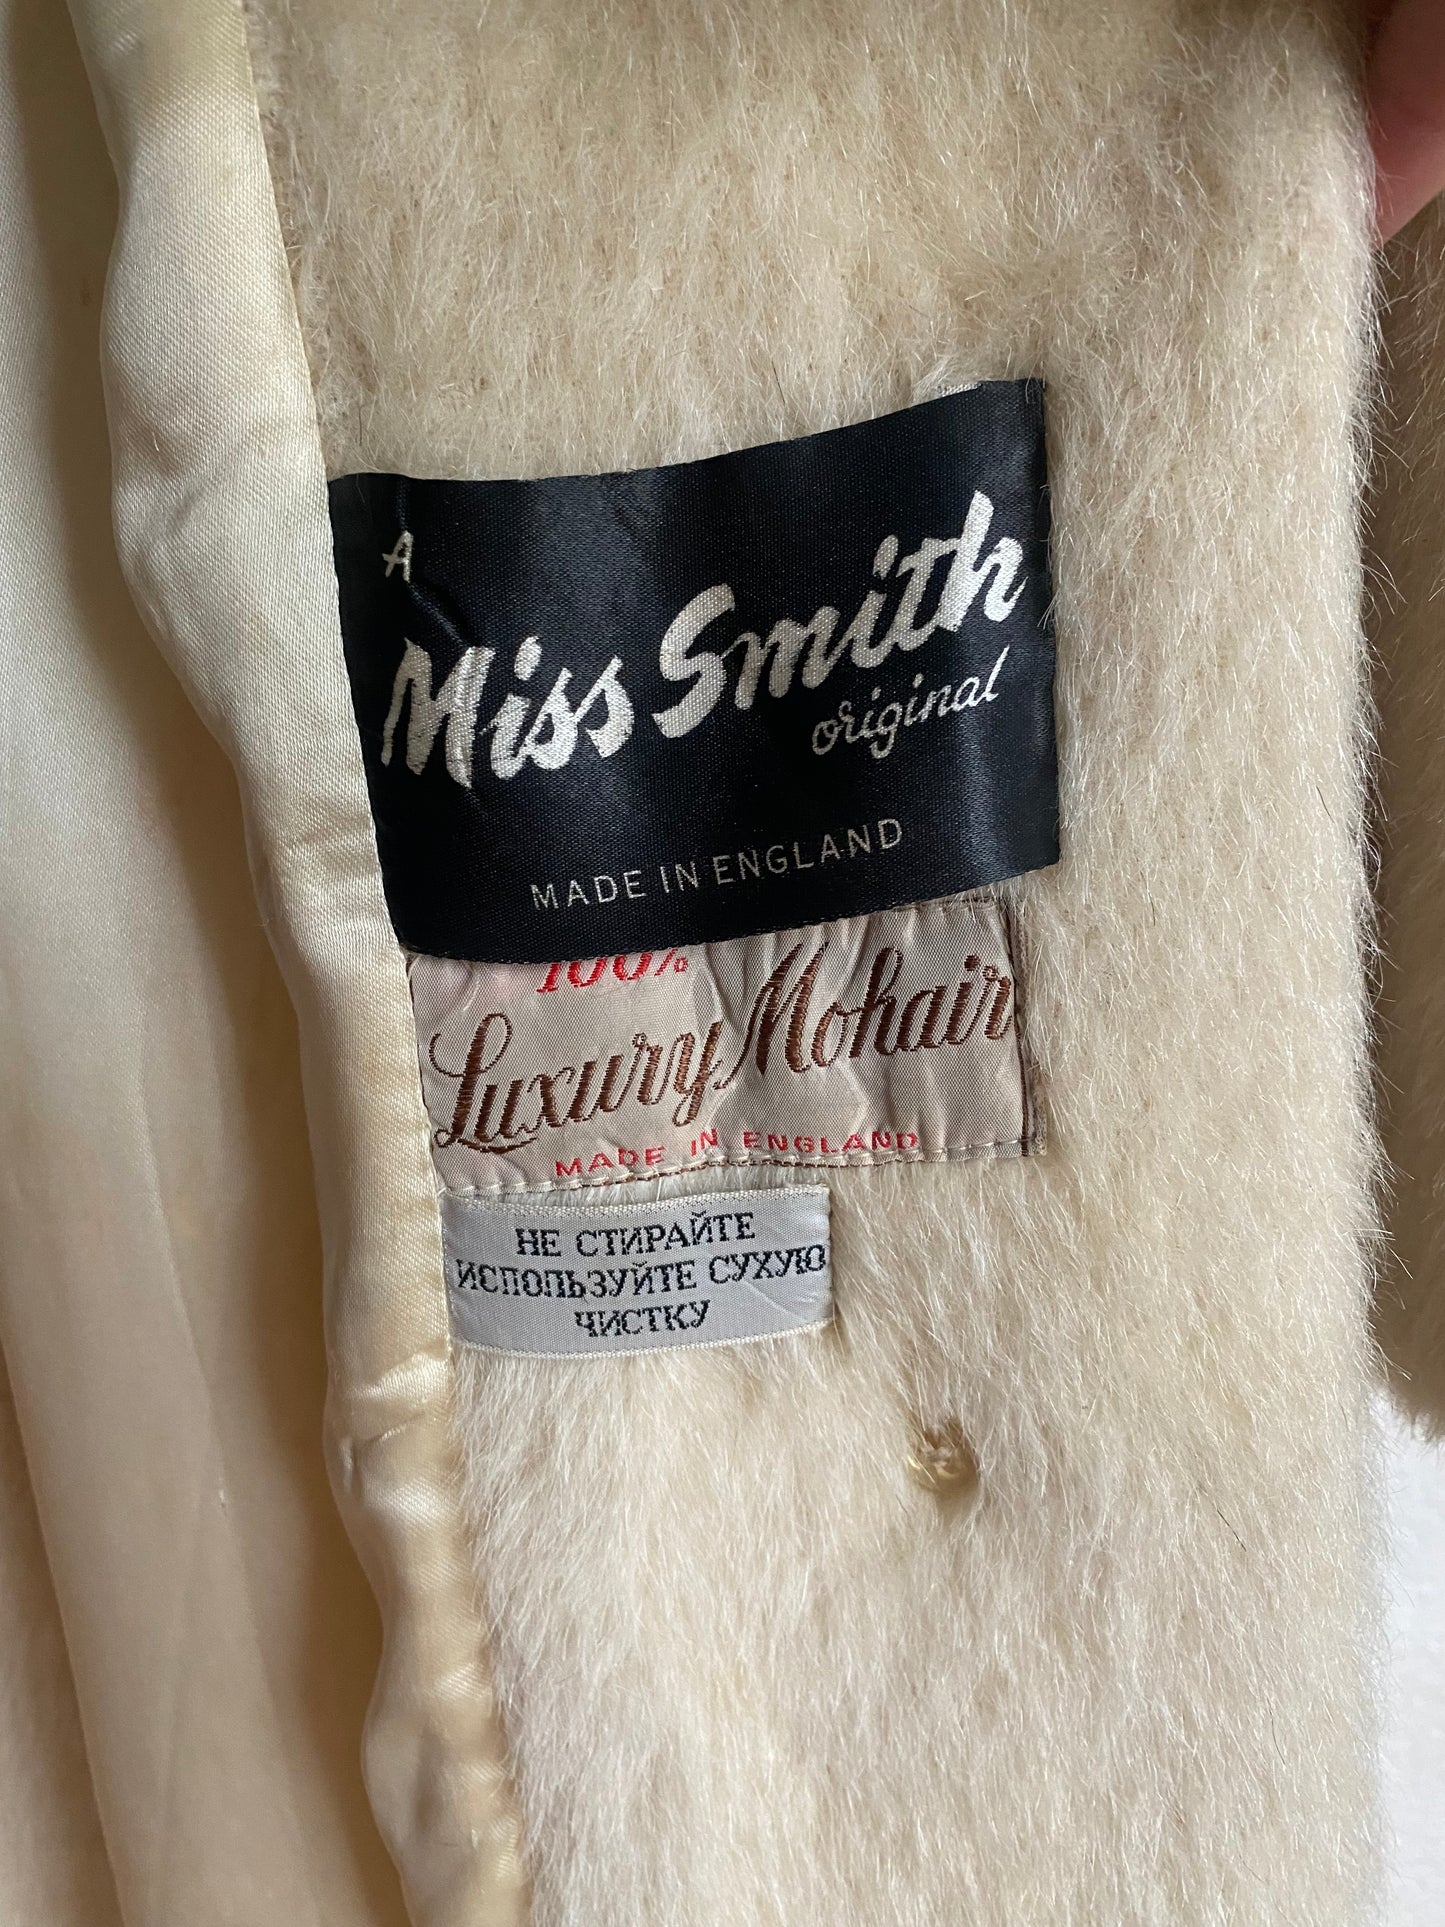 A
Miss Smith
original
MADE IN ENGLAND
100%
Luxury Mohair
MADE IN ENGLAND
НЕ СТИРАЙТЕ
ИСПОЛЬЗУЙТЕ СУХУЮ
ЧИСТКУ